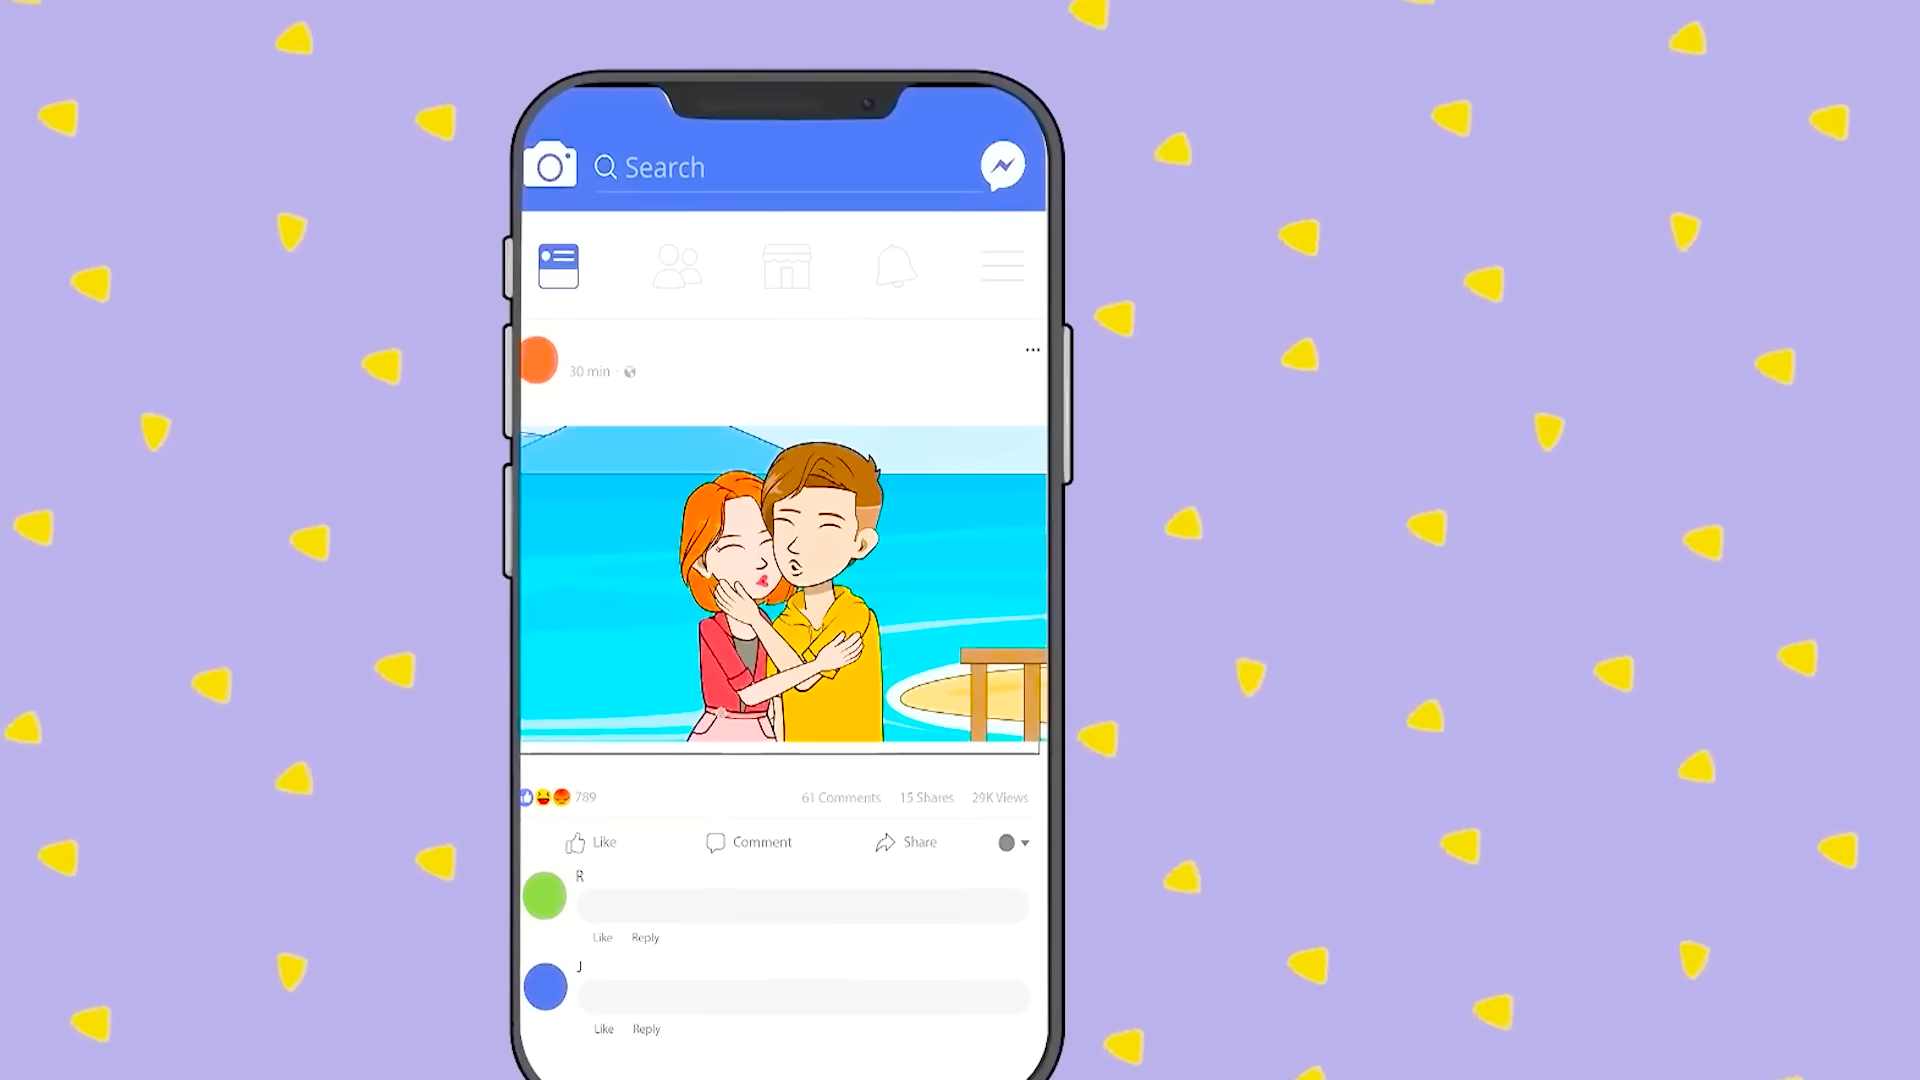 Search
30 min
789
61 Comments 15 Shares 29K Views
Like Comment Share
R
Like Reply
J
Like Reply